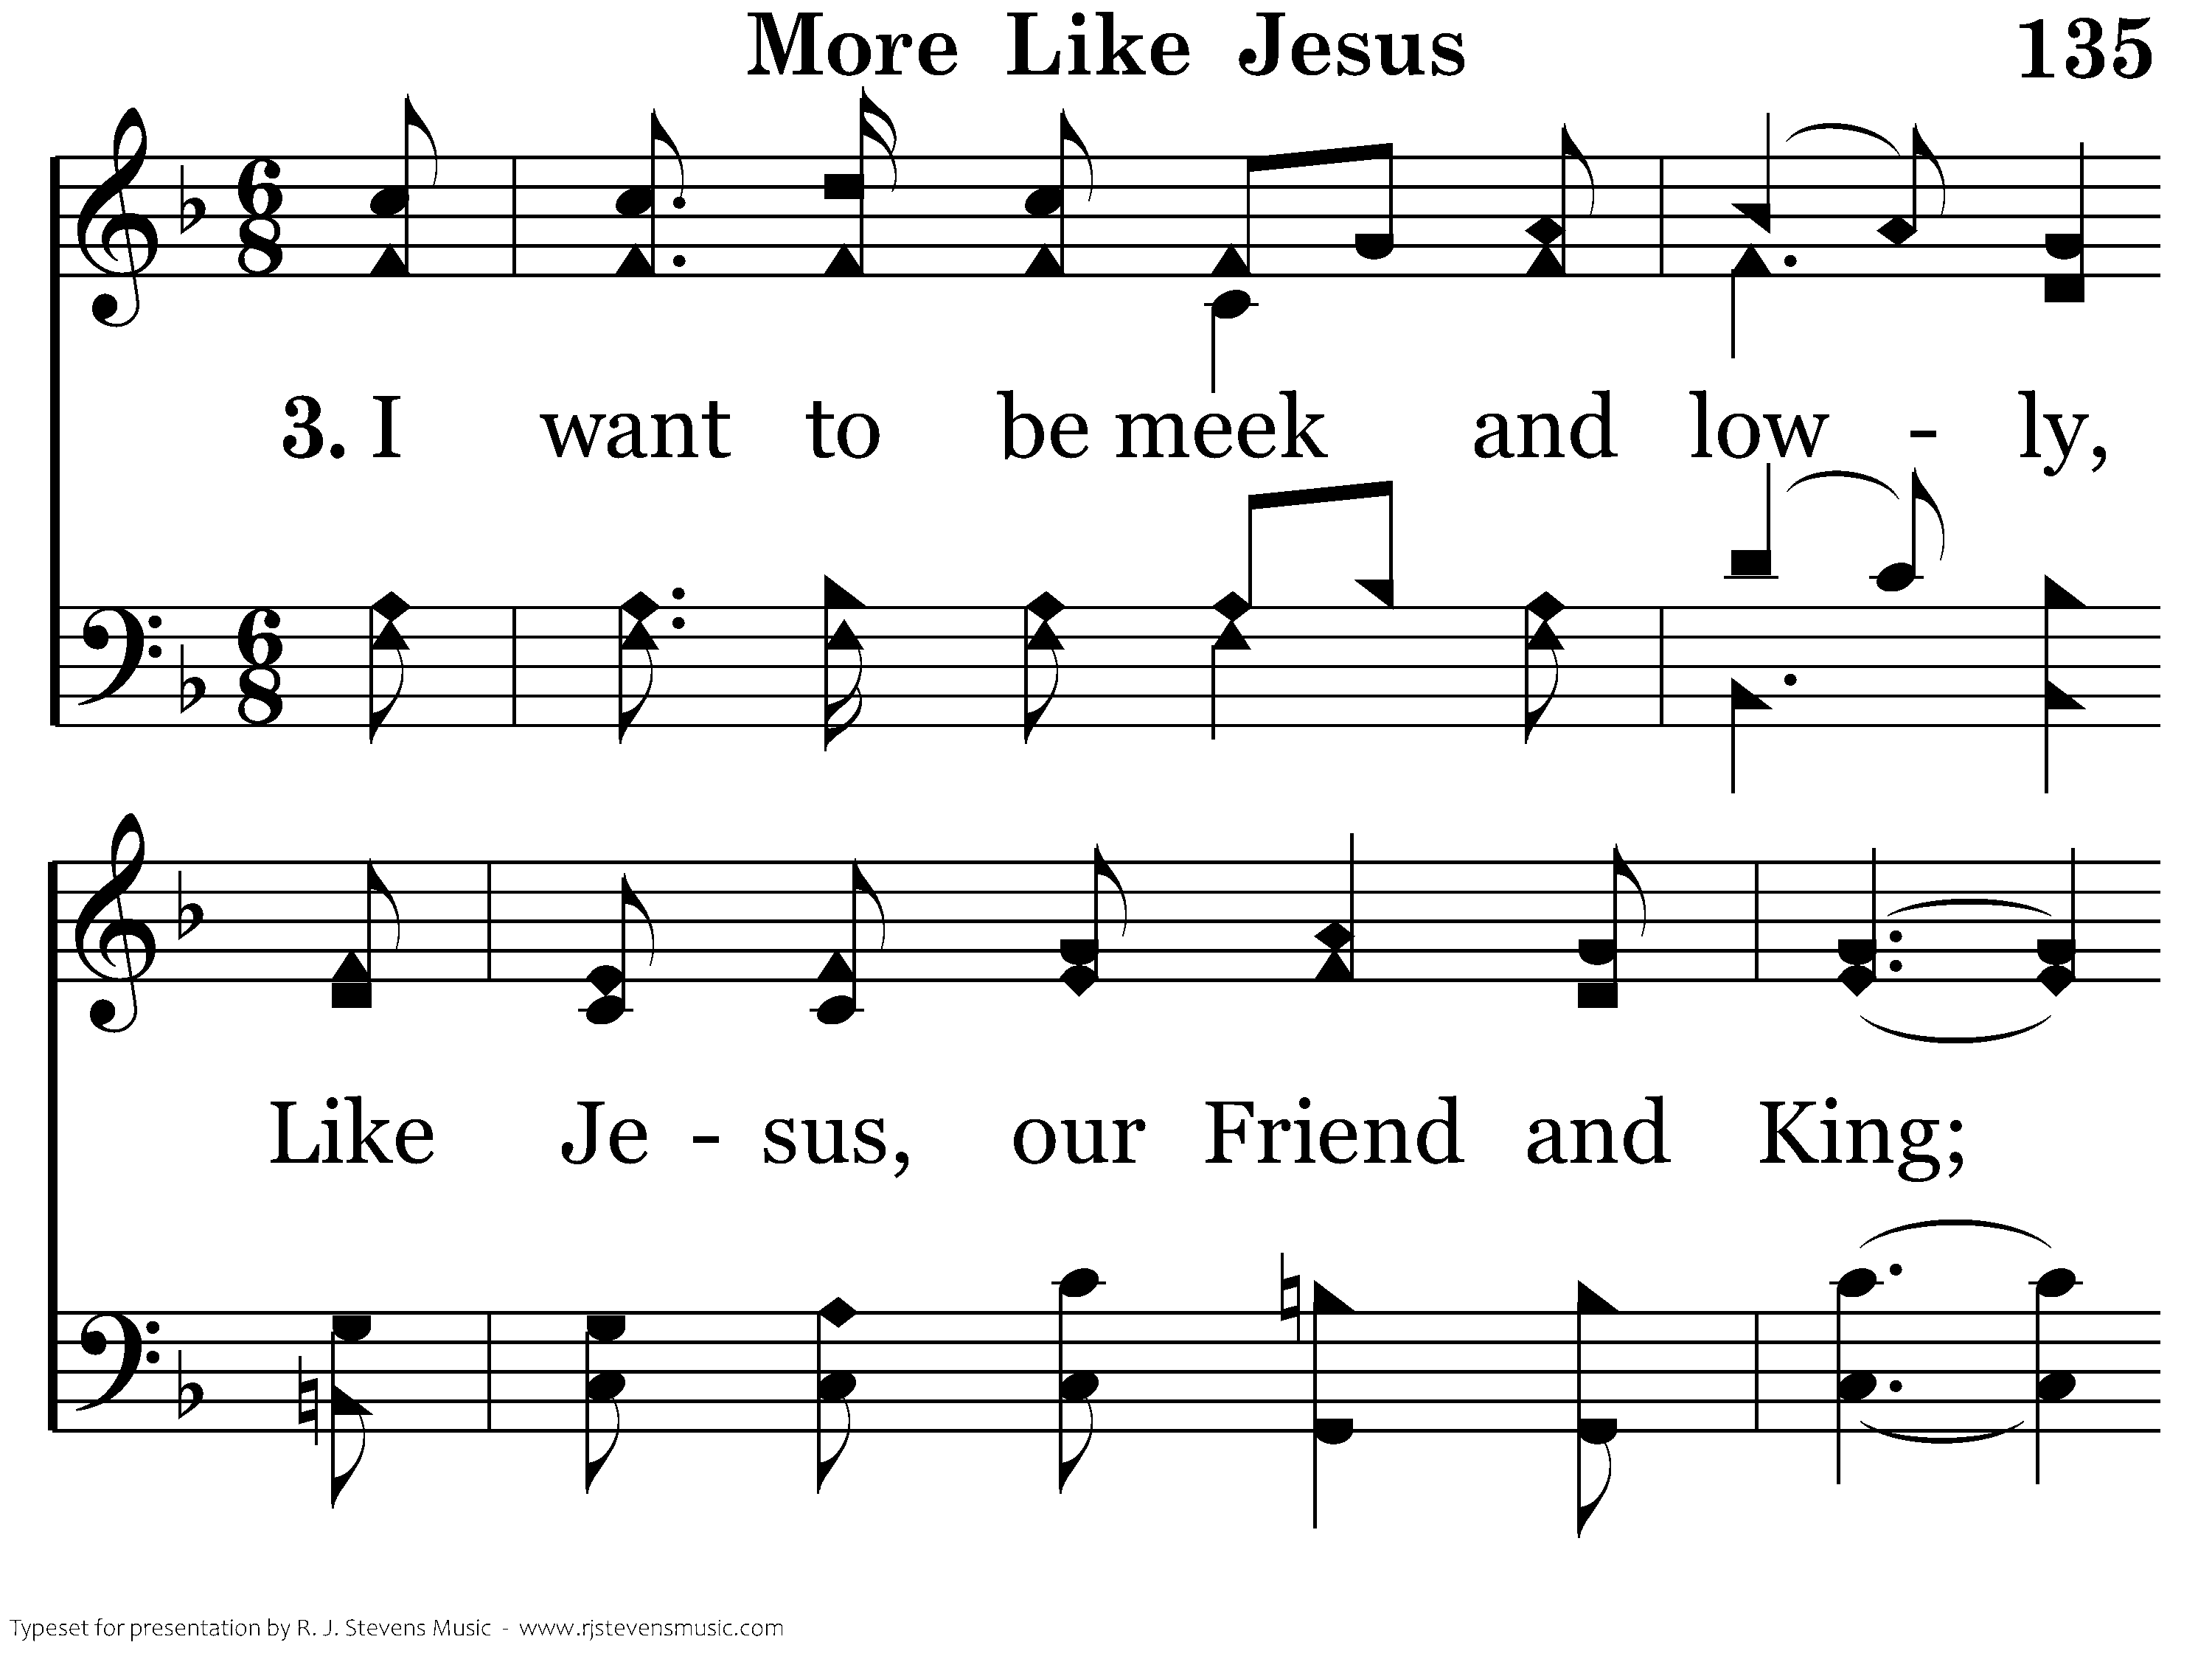 More Like Jesus 135
3. I want to be meek and low - ly,
Like Je - sus, our Friend and King;
Typeset for presentation by R. J. Stevens Music - www.rjstevensmusic.com